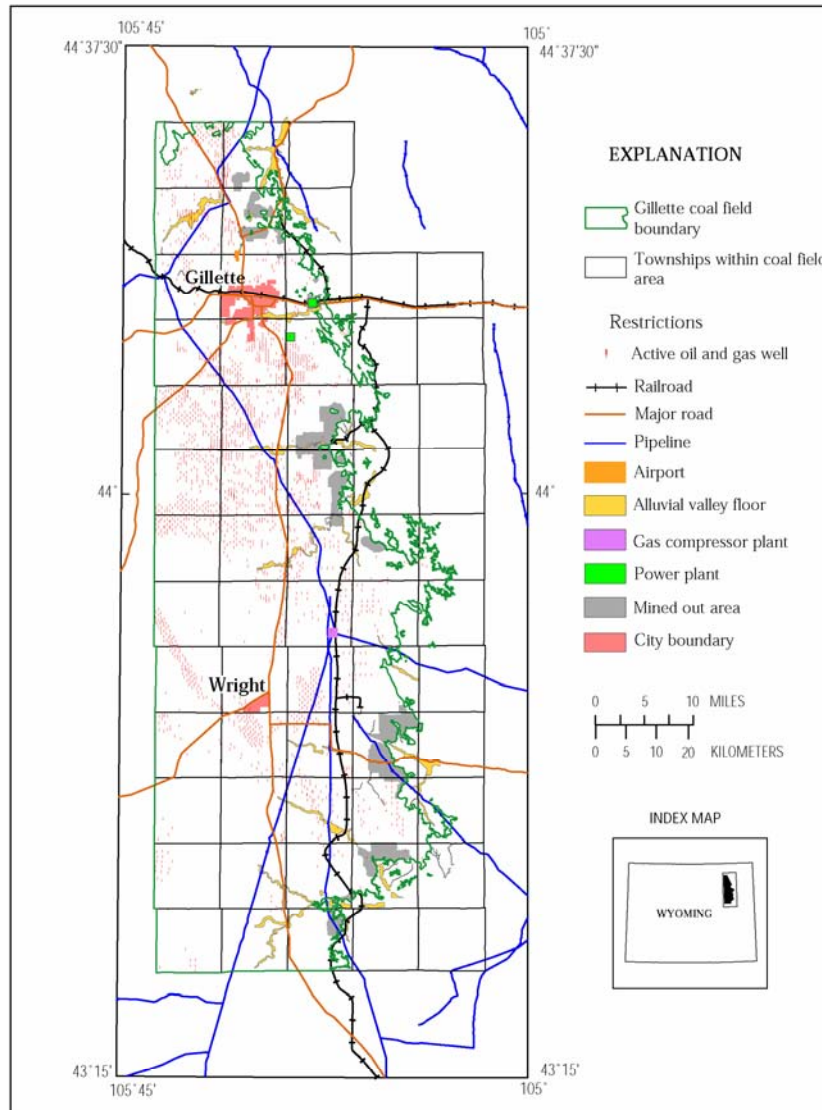 105°45'
105°
44°37'30"
44°37'30"
EXPLANATION
Gillette coal field
boundary
Townships within coal field
area
Gillette
Restrictions
Active oil and gas well
Railroad
Major road
Pipeline
Airport
44°
44°
Alluvial valley floor
Gas compressor plant
Power plant
Mined out area
City boundary
Wright
0 5 10 MILES
0 5 10 20 KILOMETERS
INDEX MAP
WYOMING
43°15'
43°15'
105°45'
105°